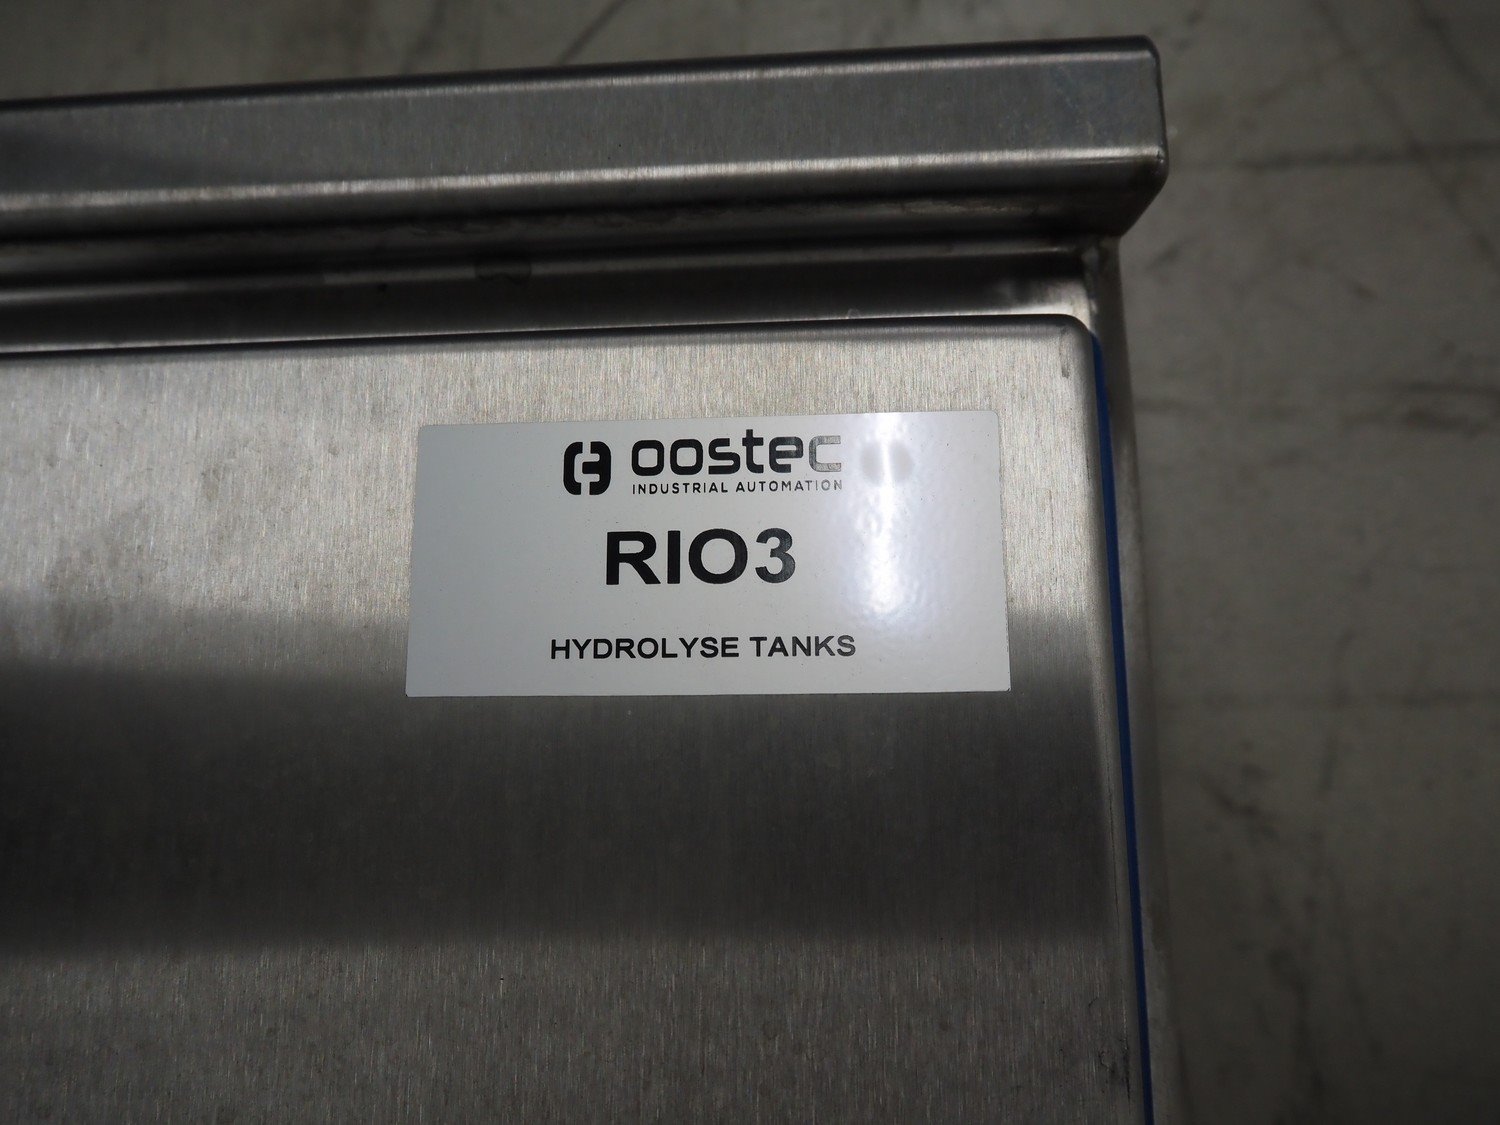 oostec
INDUSTRIAL AUTOMATION
RIO3
HYDROLYSE TANKS